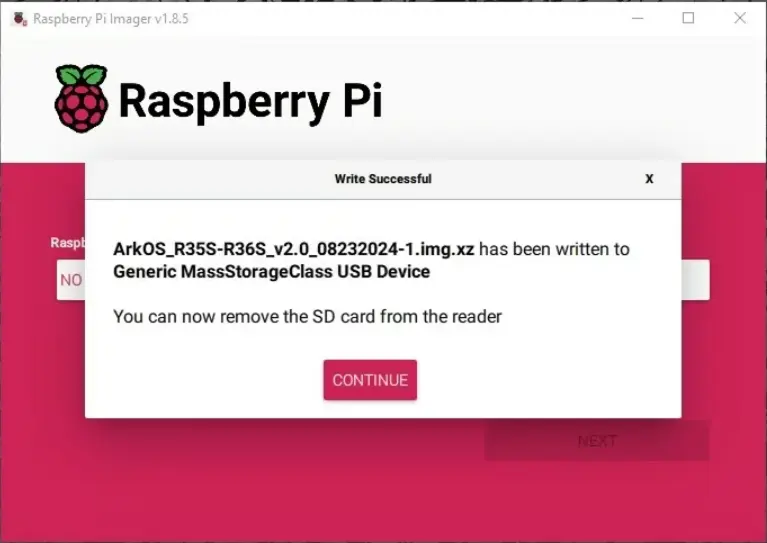 Raspberry Pi Imager v1.8.5
Raspberry Pi
Write Successful
X
Raspb
NO
ArkOS_R35S-R36S_v2.0_08232024-1.img.xz has been written to
Generic MassStorageClass USB Device
You can now remove the SD card from the reader
CONTINUE
NEXT